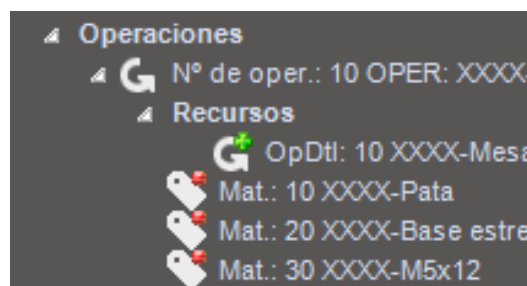 Operaciones
Nº de oper.: 10 OPER: XXXX-
Recursos
OpDtl: 10 XXXX-Mesa
Mat.: 10 XXXX-Pata
Mat.: 20 XXXX-Base estre
Mat.: 30 XXXX-M5x12